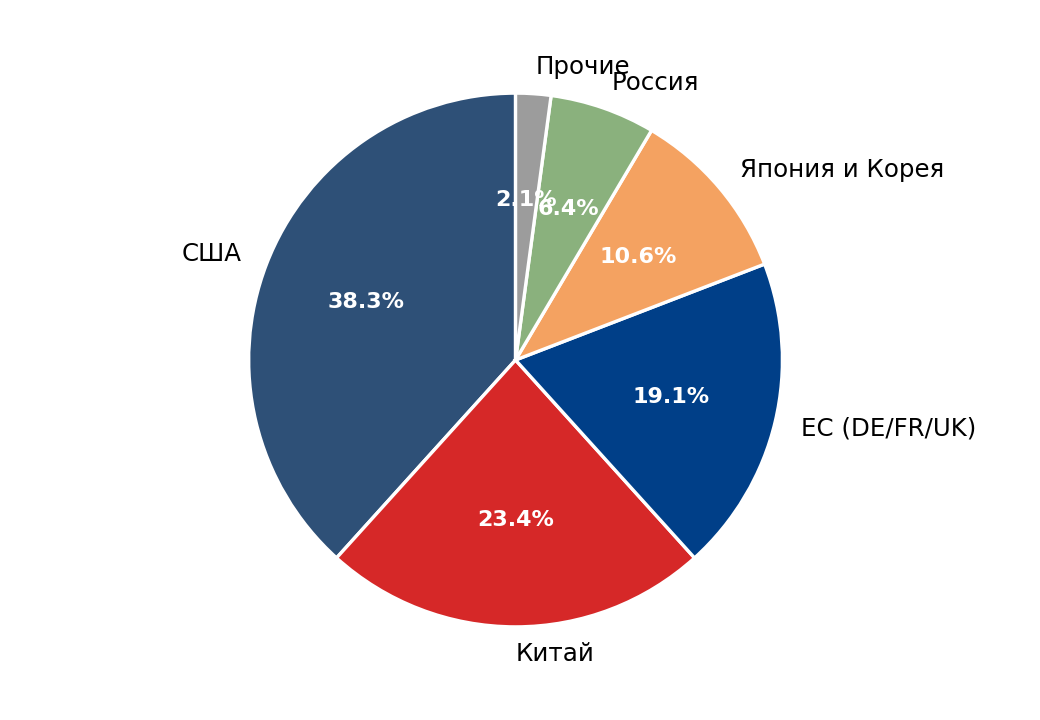 Прочие
Россия
Япония и Корея
США
2.1%
6.4%
10.6%
38.3%
19.1%
ЕС (DE/FR/UK)
23.4%
Китай